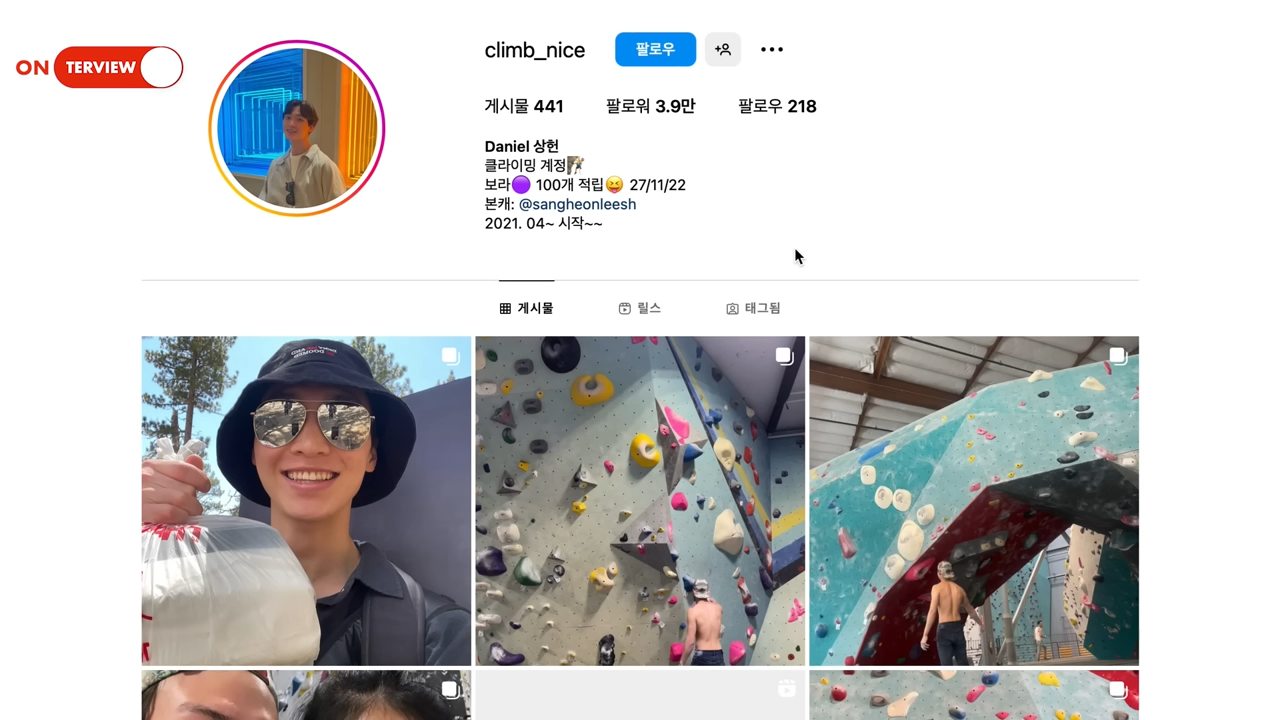 ON TERVIEW
climb_nice
팔로우
게시물 441 팔로워 3.9만 팔로우 218
Daniel 상헌
클라이밍 계정🧗
보라🟣 100개 적립😝 27/11/22
본캐: @sangheonleesh
2021. 04~ 시작~~
게시물 릴스 태그됨